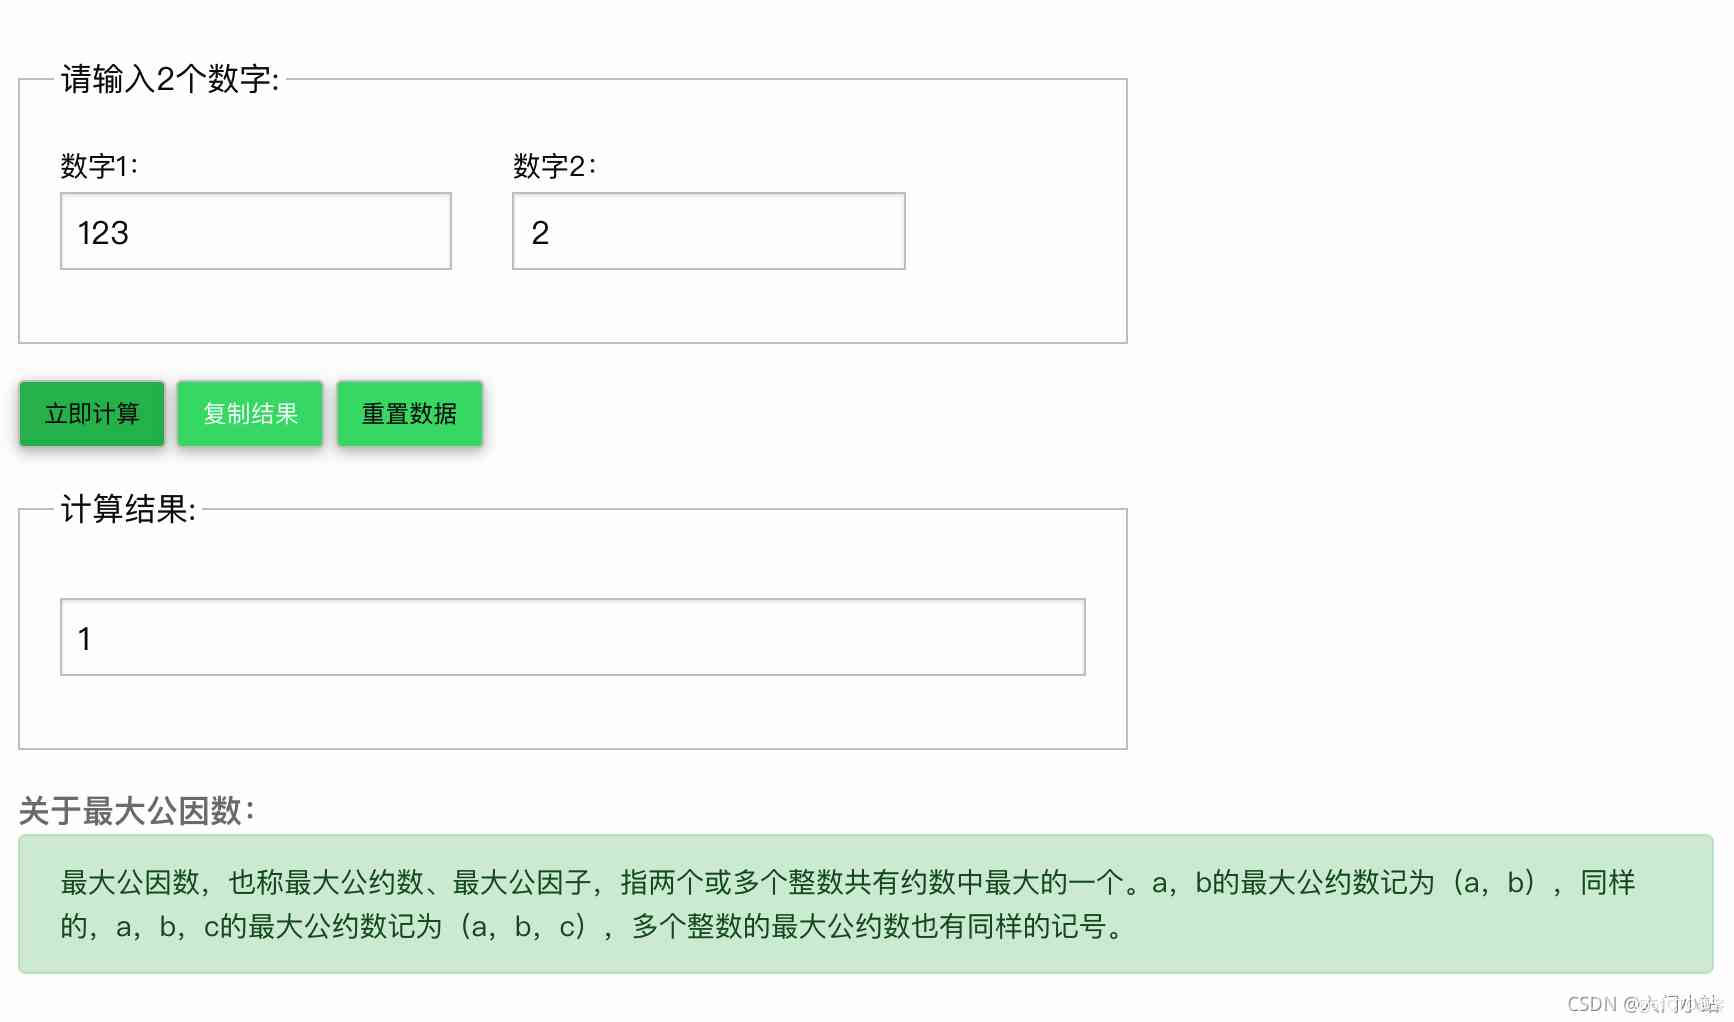 请输入2个数字:
数字1: 数字2:
123 2
立即计算 复制结果 重置数据
计算结果:
1
关于最大公因数:
最大公因数，也称最大公约数、最大公因子，指两个或多个整数共有约数中最大的一个。a，b的最大公约数记为（a，b），同样
的，a，b，c的最大公约数记为（a，b，c），多个整数的最大公约数也有同样的记号。
CSDN @六门小站